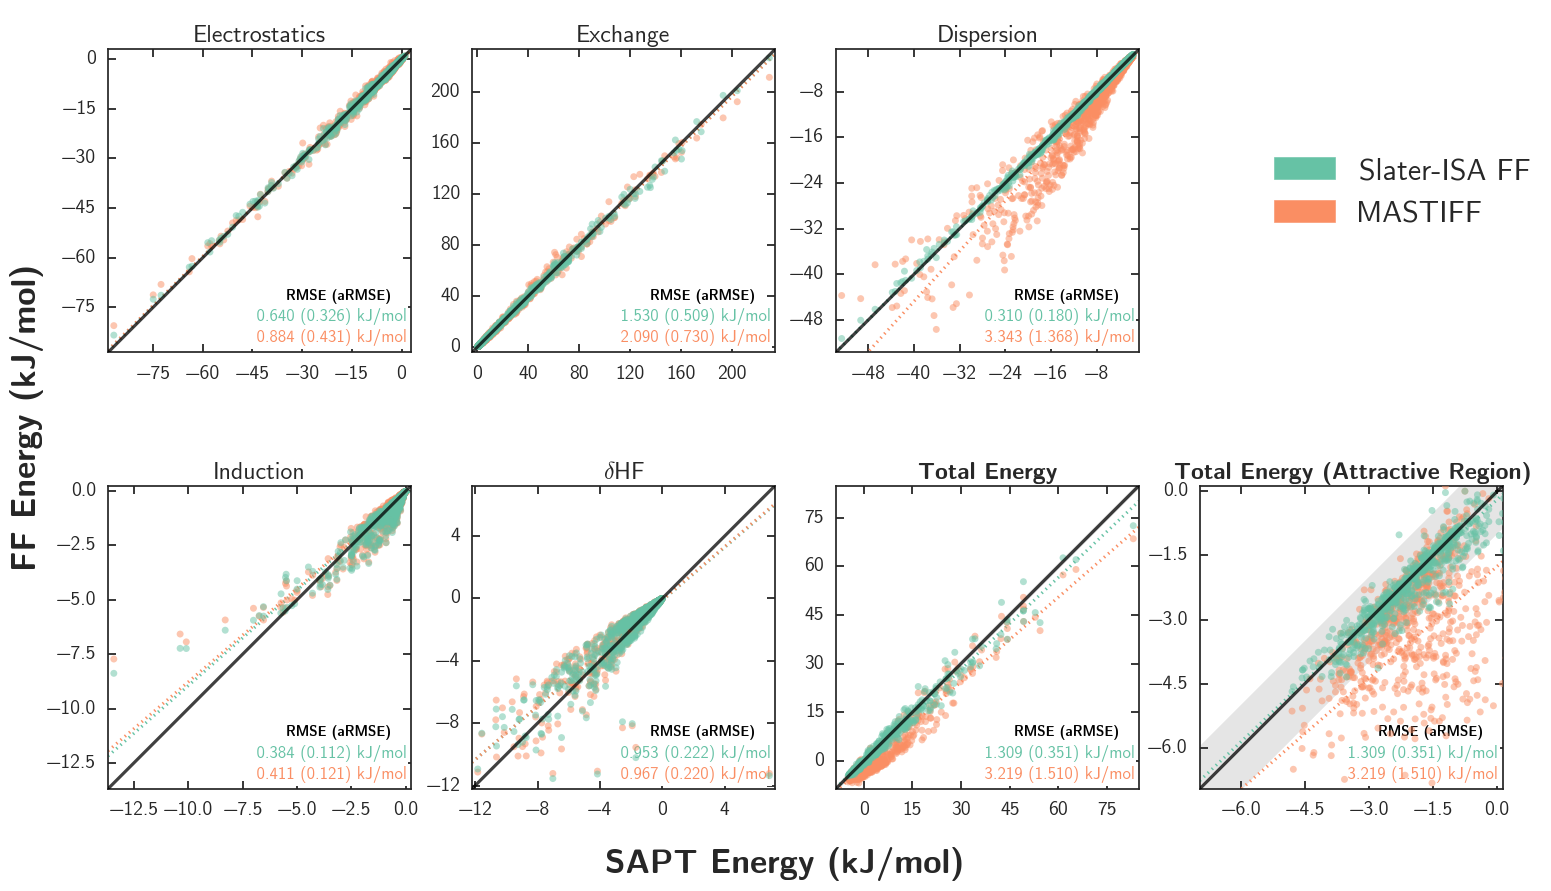 Electrostatics
0
−15
−30
−45
−60
−75
−75 −60 −45 −30 −15 0
RMSE (aRMSE)
0.640 (0.326) kJ/mol
0.884 (0.431) kJ/mol
Exchange
200
160
120
80
40
0
0 40 80 120 160 200
RMSE (aRMSE)
1.530 (0.509) kJ/mol
2.090 (0.730) kJ/mol
Dispersion
−8
−16
−24
−32
−40
−48
−48 −40 −32 −24 −16 −8
RMSE (aRMSE)
0.310 (0.180) kJ/mol
3.343 (1.368) kJ/mol
Slater-ISA FF
MASTIFF
FF Energy (kJ/mol)
Induction
0.0
−2.5
−5.0
−7.5
−10.0
−12.5
−12.5 −10.0 −7.5 −5.0 −2.5 0.0
RMSE (aRMSE)
0.384 (0.112) kJ/mol
0.411 (0.121) kJ/mol
δHF
4
0
−4
−8
−12
−12 −8 −4 0 4
RMSE (aRMSE)
0.953 (0.222) kJ/mol
0.967 (0.220) kJ/mol
Total Energy
75
60
45
30
15
0
0 15 30 45 60 75
RMSE (aRMSE)
1.309 (0.351) kJ/mol
3.219 (1.510) kJ/mol
Total Energy (Attractive Region)
0.0
−1.5
−3.0
−4.5
−6.0
−6.0 −4.5 −3.0 −1.5 0.0
RMSE (aRMSE)
1.309 (0.351) kJ/mol
3.219 (1.510) kJ/mol
SAPT Energy (kJ/mol)